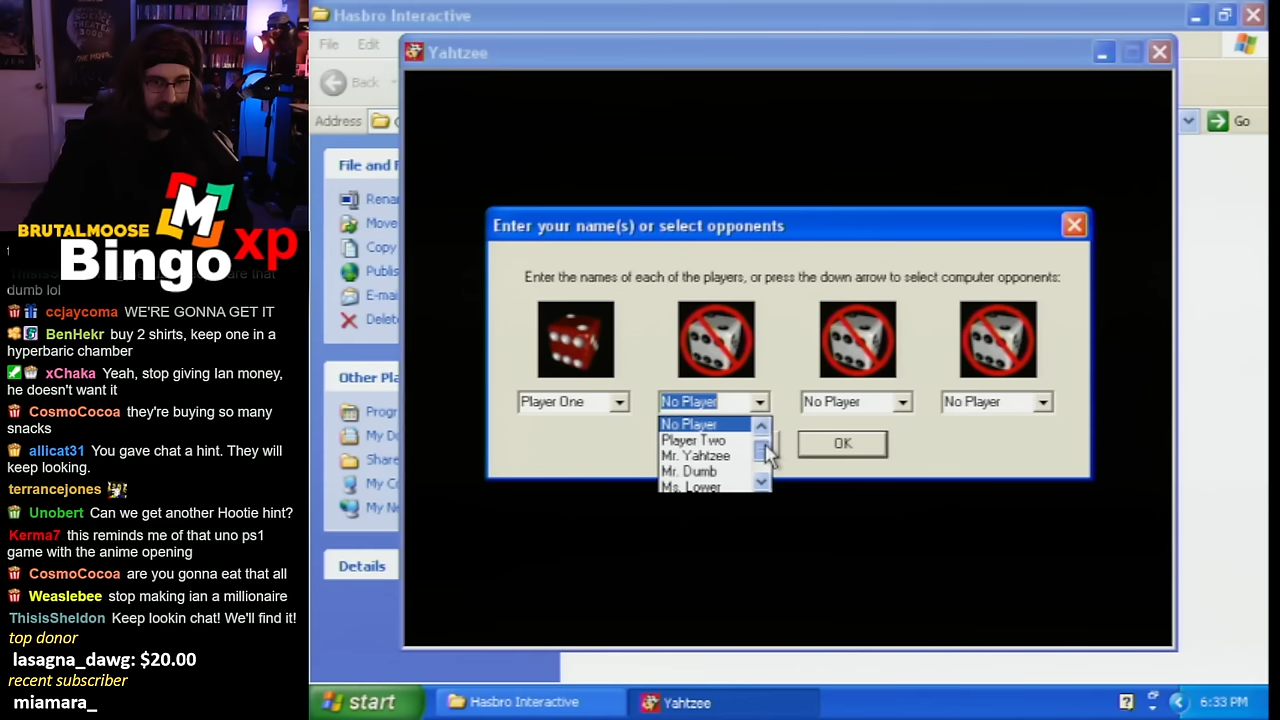 BRUTALMOOSE
Bingo xp
M
dumb lol
ccjaycoma WE'RE GONNA GET IT
BenHekr buy 2 shirts, keep one in a
hyperbaric chamber
xChaka Yeah, stop giving Ian money,
he doesn't want it
CosmoCocoa they're buying so many
snacks
allicat31 You gave chat a hint. They will
keep looking.
terrancejones
Unobert Can we get another Hootie hint?
Kerma7 this reminds me of that uno ps1
game with the anime opening
CosmoCocoa are you gonna eat that all
Weaslebee stop making ian a millionaire
ThisisSheldon Keep lookin chat! We'll find it!
top donor
lasagna_dawg: $20.00
recent subscriber
miamara_
Hasbro Interactive
File Edit
Back
Address
Go
File and F
Rena
Move
Copy
Publis
E-mai
Delet
Other Pla
Progr
My D
Share
My C
My N
Details
Yahtzee
Enter your name(s) or select opponents
Enter the names of each of the players, or press the down arrow to select computer opponents:
Player One No Player No Player No Player
No Player
Player Two
Mr. Yahtzee
Mr. Dumb
Ms. Lower
OK
start Hasbro Interactive Yahtzee 6:33 PM